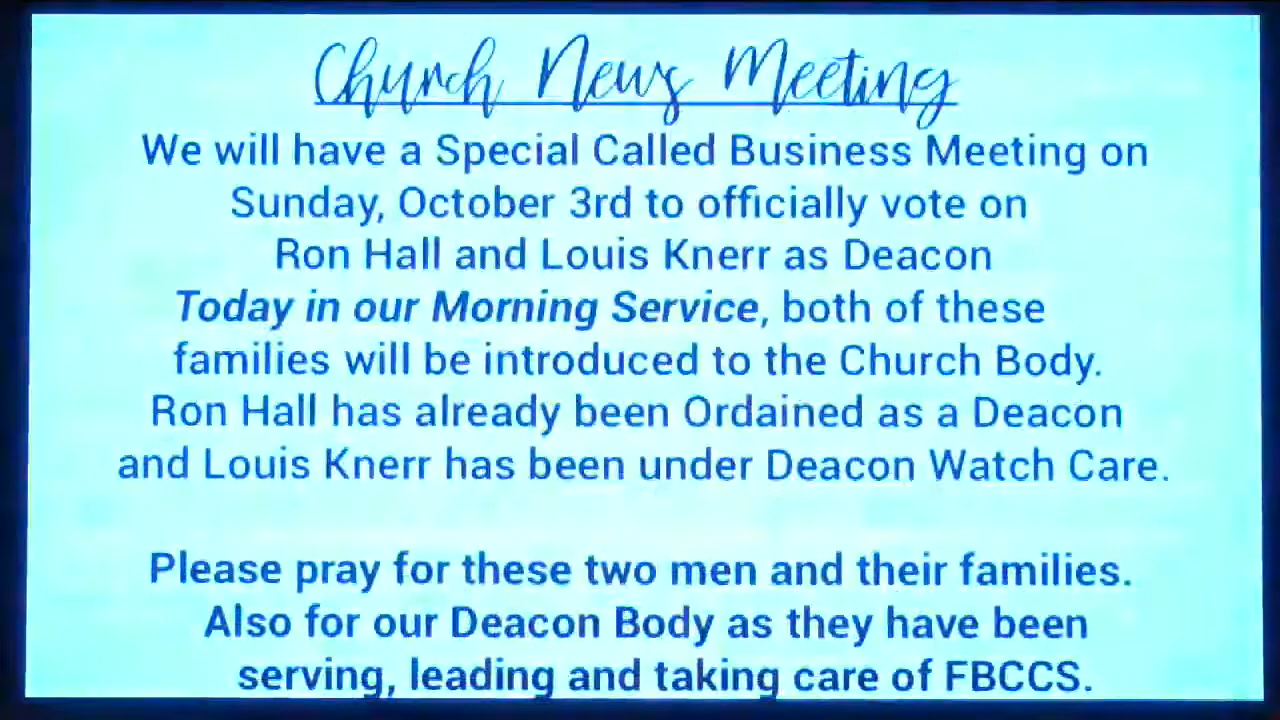 Church News Meeting
We will have a Special Called Business Meeting on
Sunday, October 3rd to officially vote on
Ron Hall and Louis Knerr as Deacon
Today in our Morning Service, both of these
families will be introduced to the Church Body.
Ron Hall has already been Ordained as a Deacon
and Louis Knerr has been under Deacon Watch Care.
Please pray for these two men and their families.
Also for our Deacon Body as they have been
serving, leading and taking care of FBCCS.